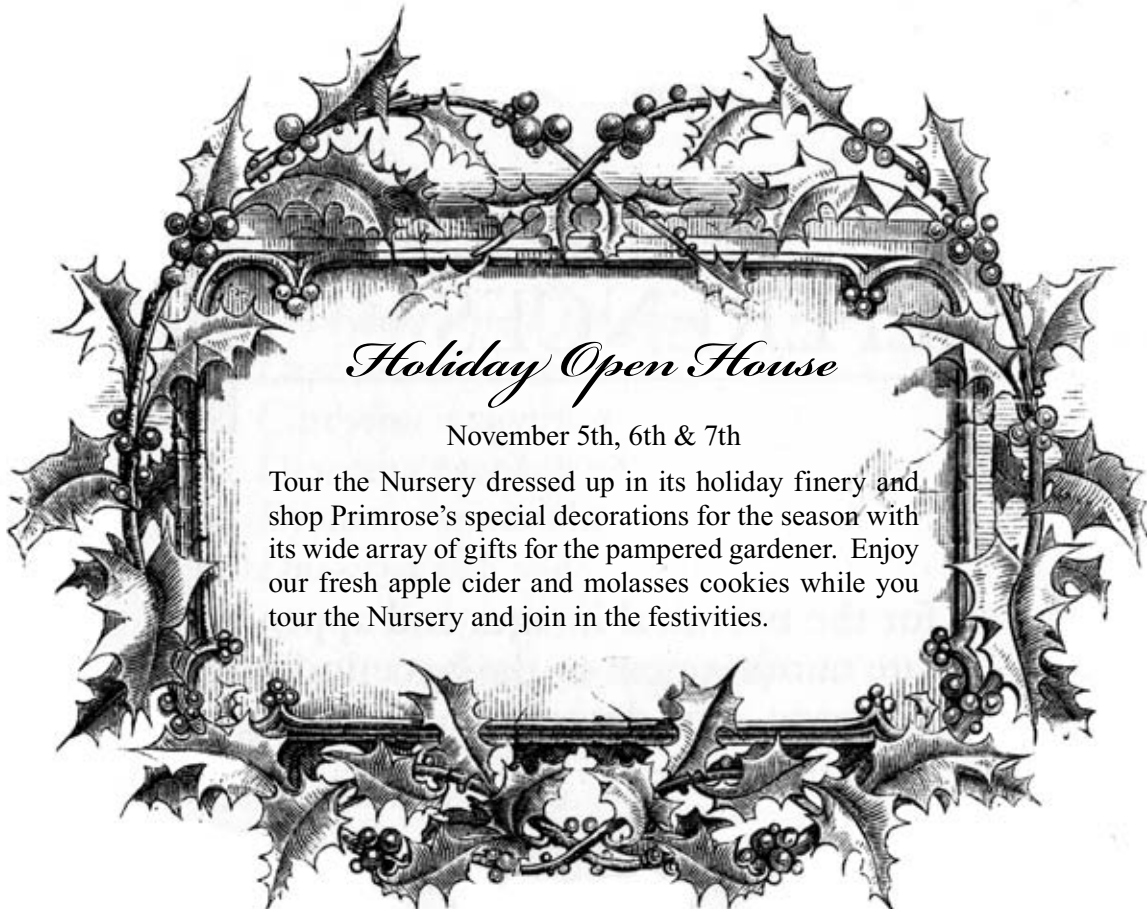 Holiday Open House
November 5th, 6th & 7th
Tour the Nursery dressed up in its holiday finery and
shop Primrose's special decorations for the season with
its wide array of gifts for the pampered gardener.  Enjoy
our fresh apple cider and molasses cookies while you
tour the Nursery and join in the festivities.